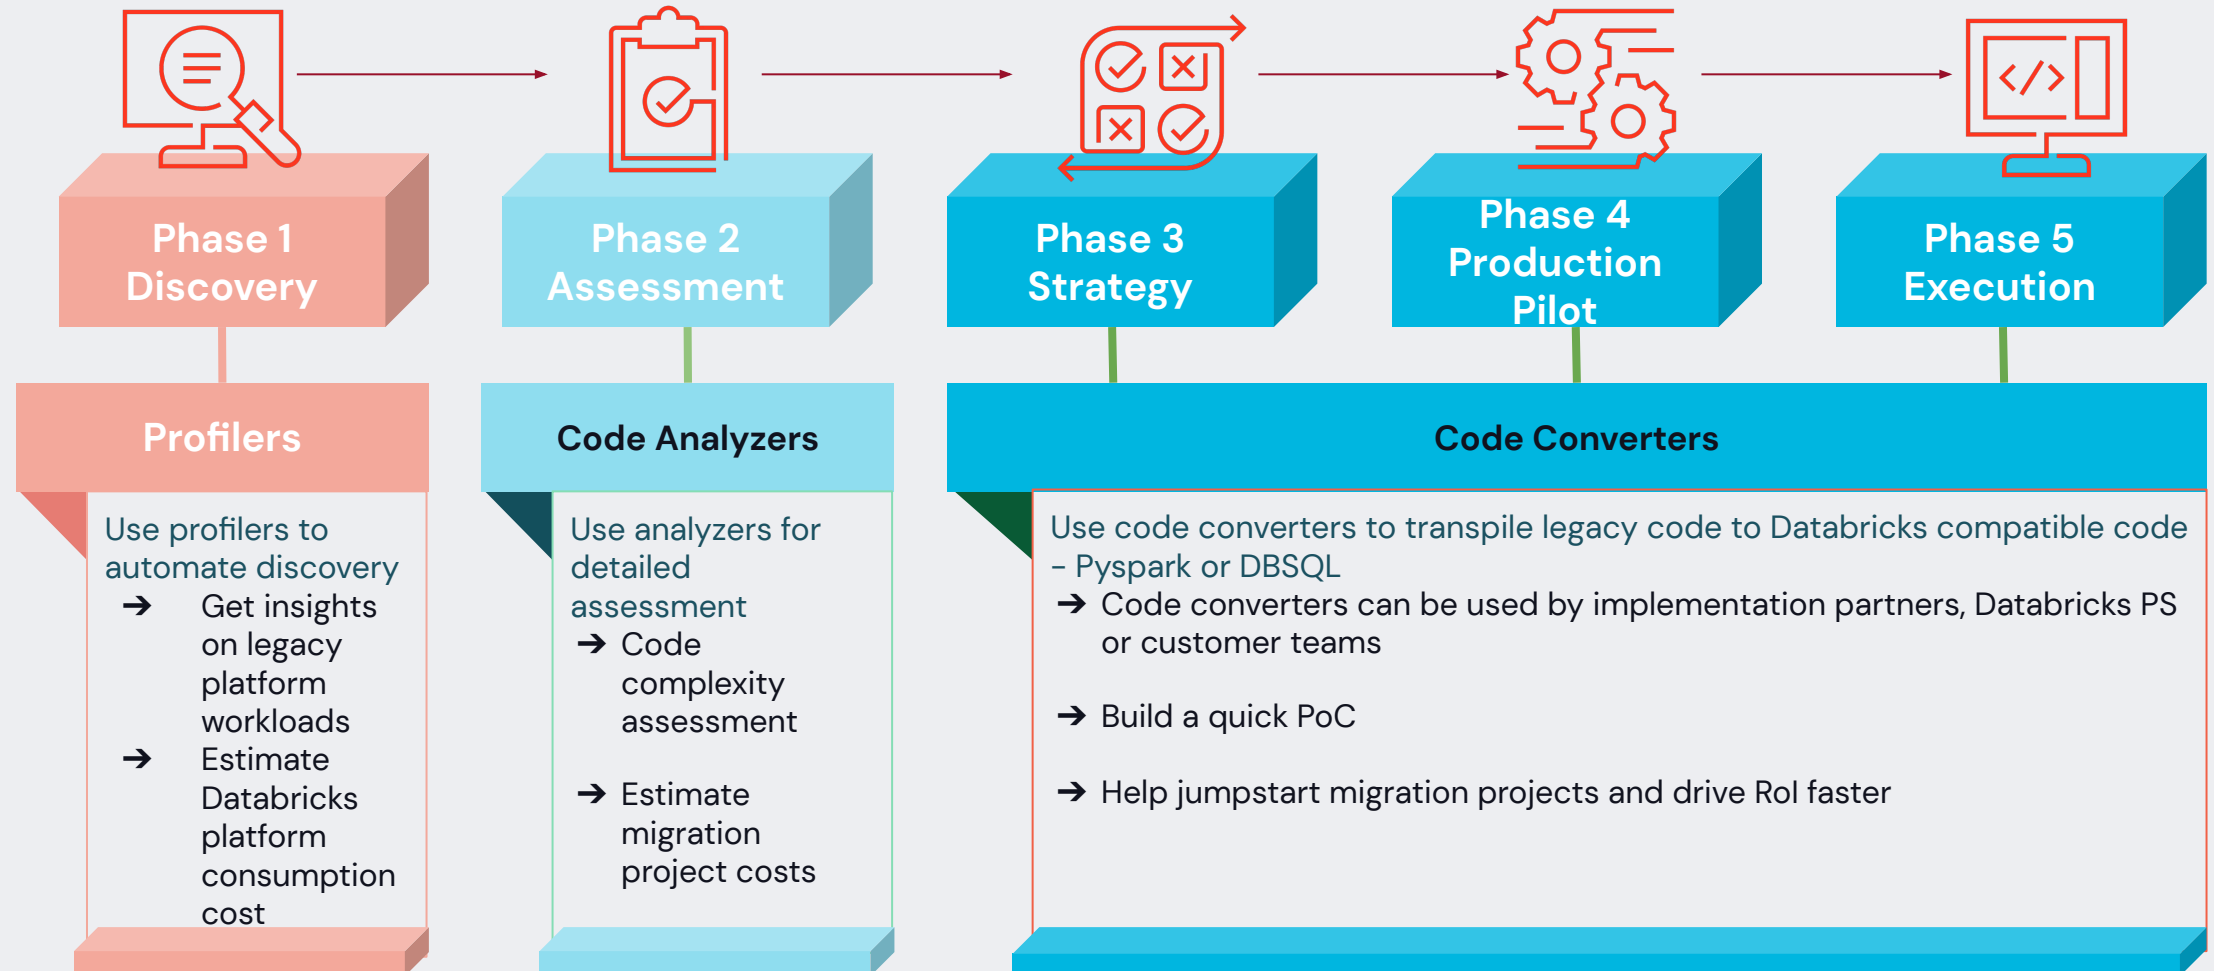 Phase 1
Discovery
Phase 2
Assessment
Phase 3
Strategy
Phase 4
Production
Pilot
Phase 5
Execution
Profilers
Code Analyzers
Code Converters
Use profilers to
automate discovery
➔ Get insights
on legacy
platform
workloads
➔ Estimate
Databricks
platform
consumption
cost
Use analyzers for
detailed
assessment
➔ Code
complexity
assessment
➔ Estimate
migration
project costs
Use code converters to transpile legacy code to Databricks compatible code
- Pyspark or DBSQL
➔ Code converters can be used by implementation partners, Databricks PS
or customer teams
➔ Build a quick PoC
➔ Help jumpstart migration projects and drive RoI faster